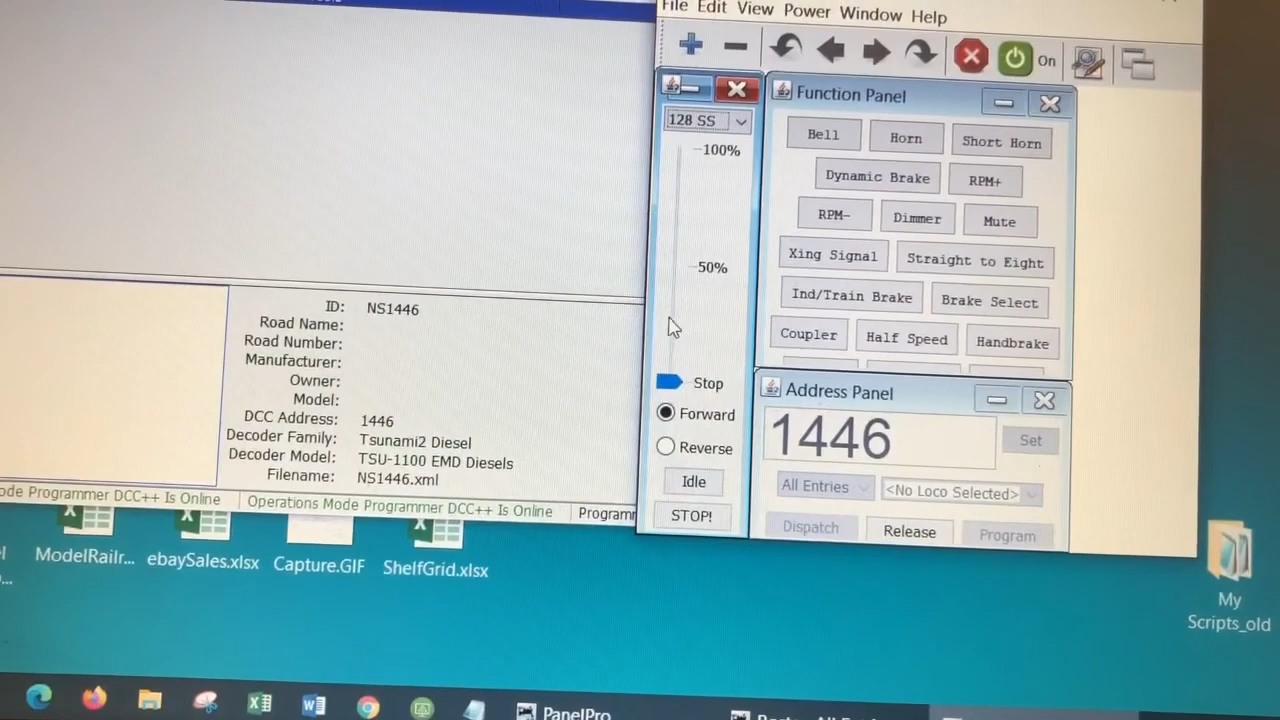 File Edit View Power Window Help
On
128 SS
100%
50%
Stop
Forward
Reverse
Idle
STOP!
Function Panel
Bell
Horn
Short Horn
Dynamic Brake
RPM+
RPM-
Dimmer
Mute
Xing Signal
Straight to Eight
Ind/Train Brake
Brake Select
Coupler
Half Speed
Handbrake
Address Panel
1446
Set
All Entries
<No Loco Selected>
Dispatch
Release
Program
ID: NS1446
Road Name:
Road Number:
Manufacturer:
Owner:
Model:
DCC Address: 1446
Decoder Family: Tsunami2 Diesel
Decoder Model: TSU-1100 EMD Diesels
Filename: NS1446.xml
ode Programmer DCC++ Is Online
Operations Mode Programmer DCC++ Is Online
Programm
ModelRailr...
ebaySales.xlsx
Capture.GIF
ShelfGrid.xlsx
My
Scripts_old
PanelPro